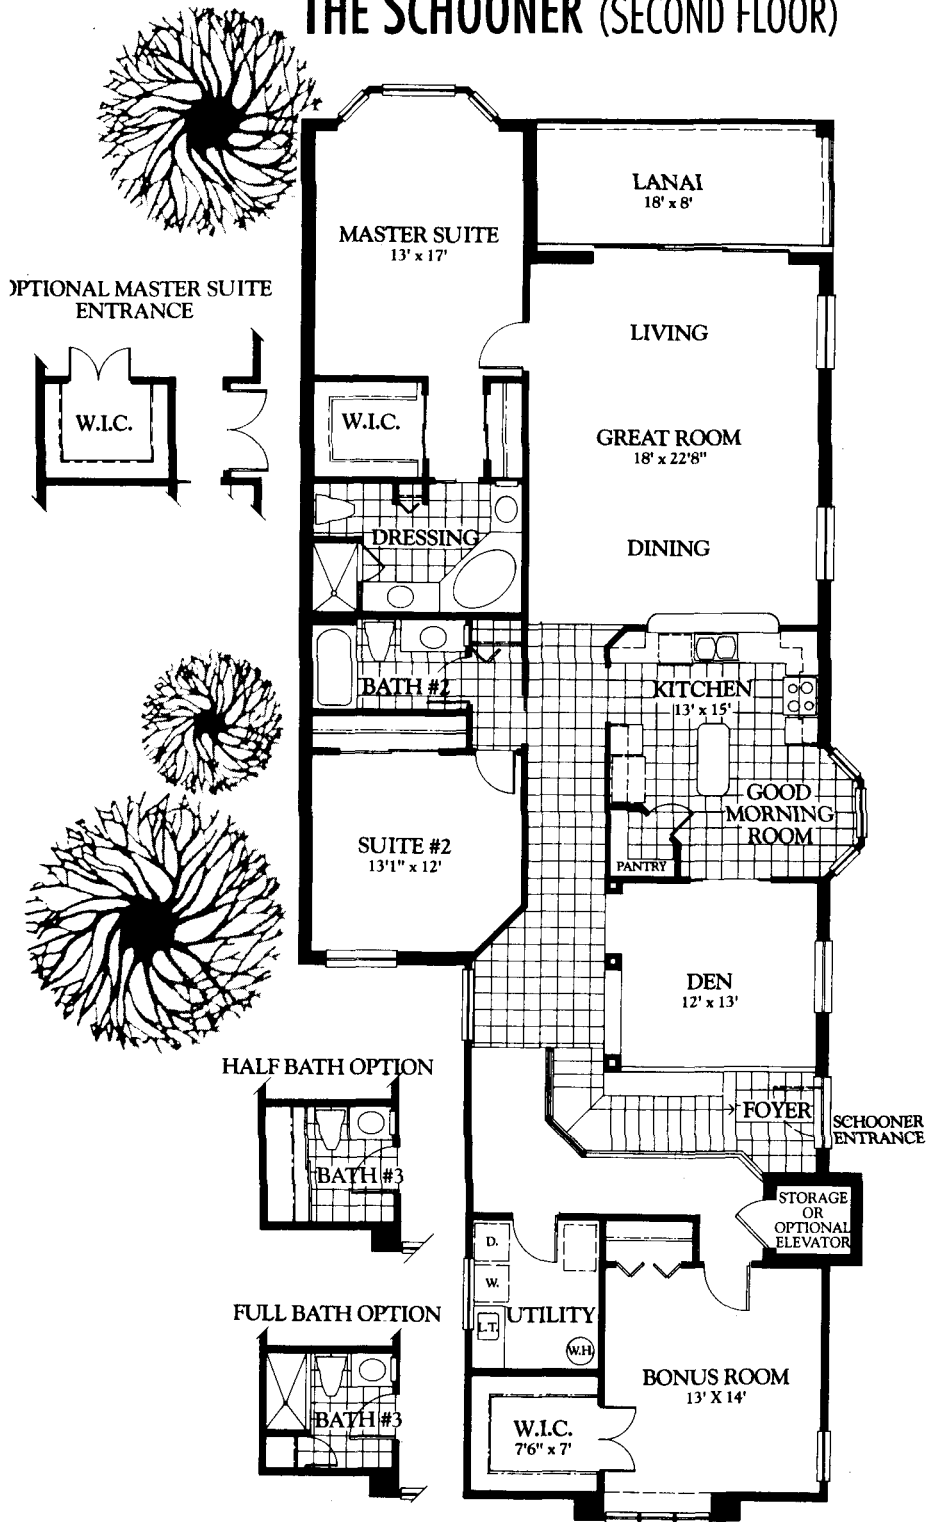 THE SCHOONER (SECOND FLOOR)
LANAI
18' x 8'
MASTER SUITE
13' x 17'
OPTIONAL MASTER SUITE
ENTRANCE
W.I.C.
LIVING
W.I.C.
GREAT ROOM
18' x 22'8"
DRESSING
DINING
BATH #2
KITCHEN
13' x 15'
GOOD
MORNING
ROOM
SUITE #2
13'1" x 12'
PANTRY
DEN
12' x 13'
HALF BATH OPTION
BATH #3
FOYER
SCHOONER
ENTRANCE
STORAGE
OR
OPTIONAL
ELEVATOR
D.
W.
L.T.
UTILITY
W.H.
FULL BATH OPTION
BATH #3
BONUS ROOM
13' X 14'
W.I.C.
7'6" x 7'